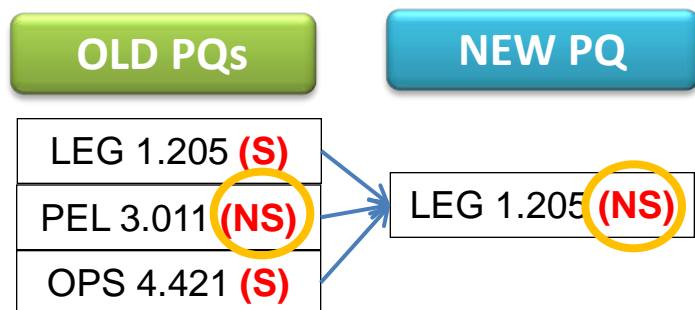 OLD PQs
NEW PQ
LEG 1.205 (S)
PEL 3.011 (NS)
OPS 4.421 (S)
LEG 1.205 (NS)